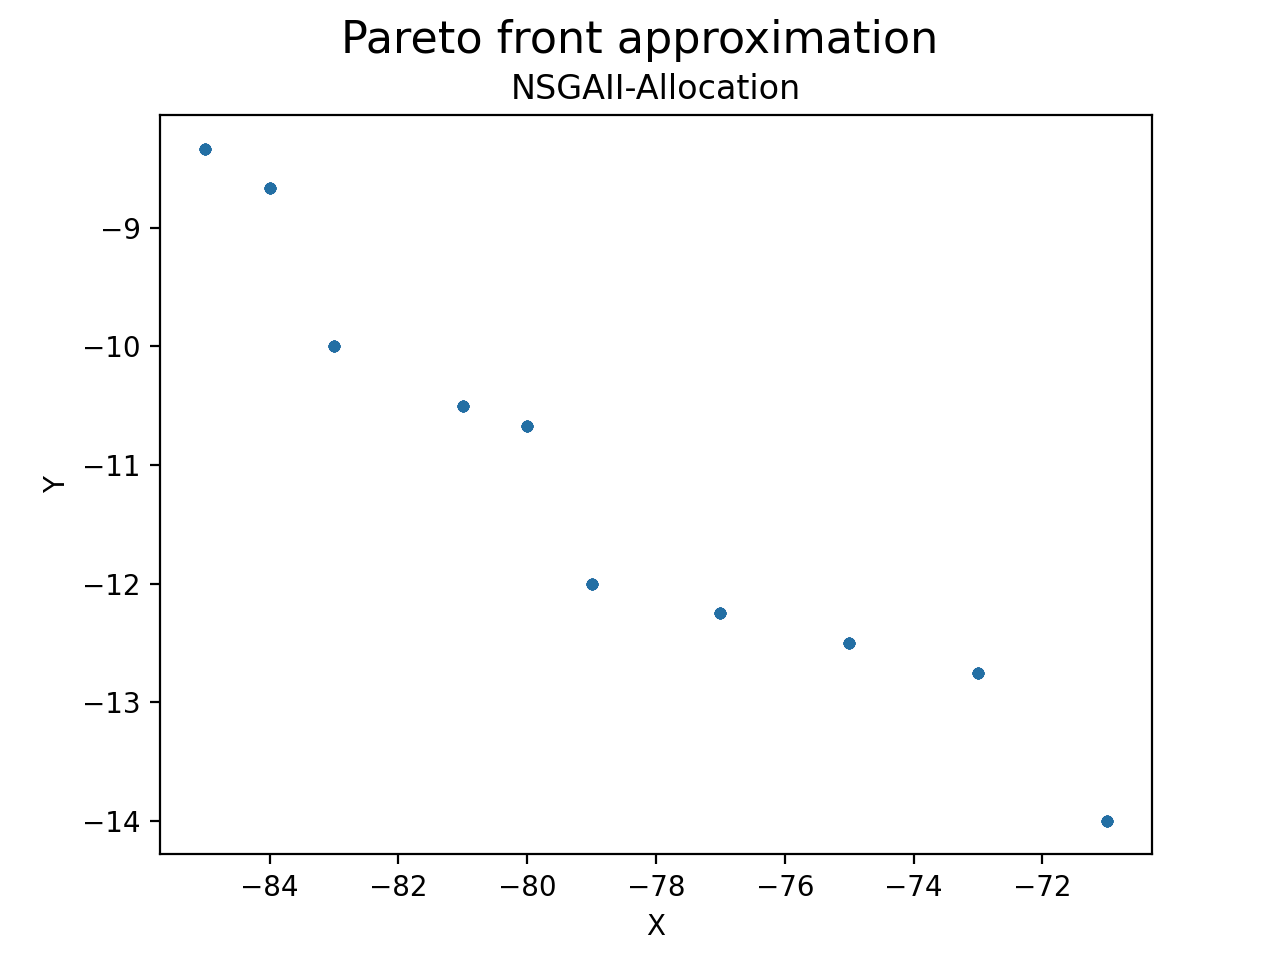 Pareto front approximation
NSGAII-Allocation
−9
−10
−11
−12
−13
−14
Y
−84 −82 −80 −78 −76 −74 −72
X